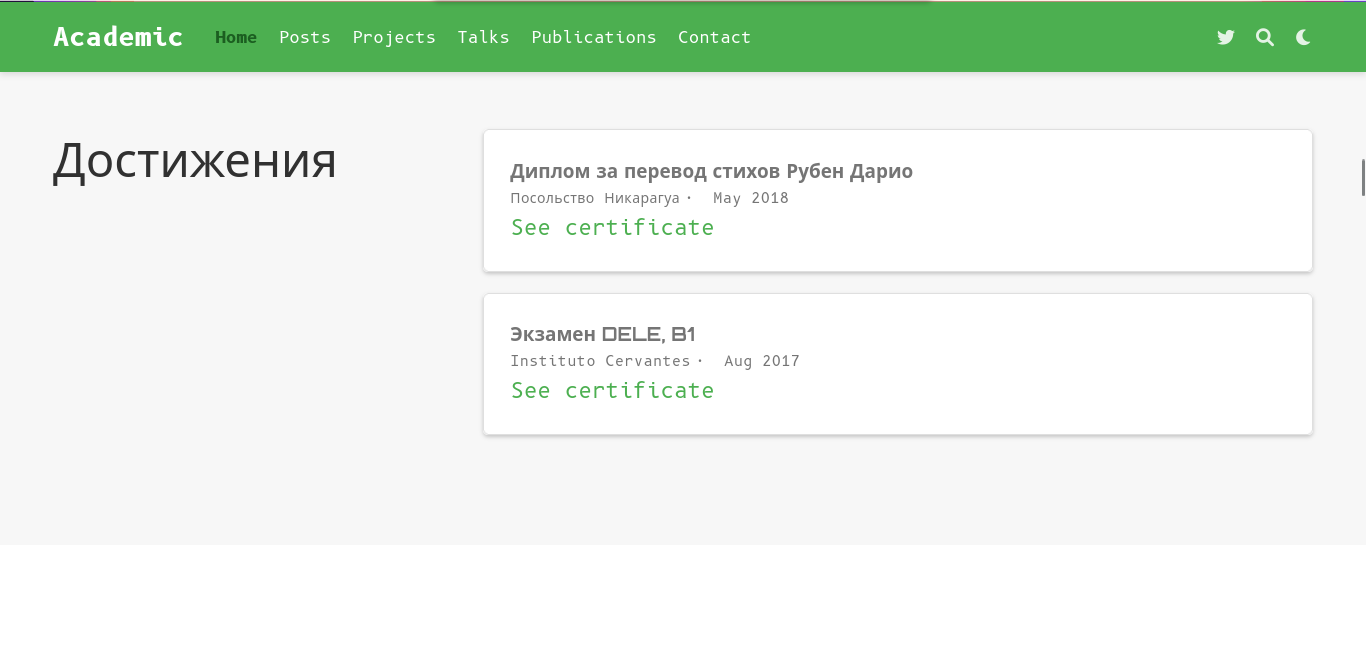 Academic Home Posts Projects Talks Publications Contact
Достижения
Диплом за перевод стихов Рубен Дарио
Посольство Никарагуа · May 2018
See certificate
Экзамен DELE, B1
Instituto Cervantes · Aug 2017
See certificate